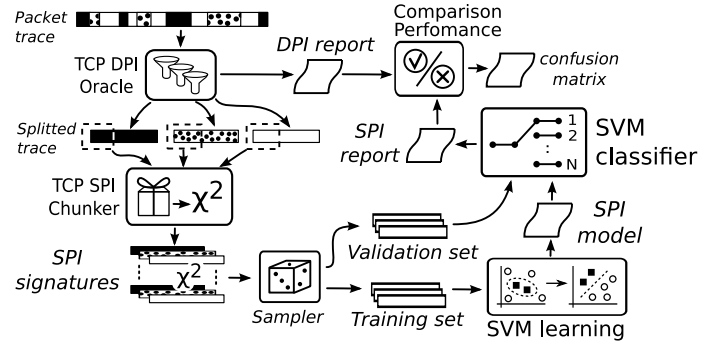 Packet
trace
TCP DPI
Oracle
DPI report
Comparison
Perfomance
confusion
matrix
Splitted
trace
SPI
report
1
2
:
N
SVM
classifier
TCP SPI
Chunker
χ2
SPI
signatures
χ2
Sampler
Validation set
Training set
SPI
model
SVM learning